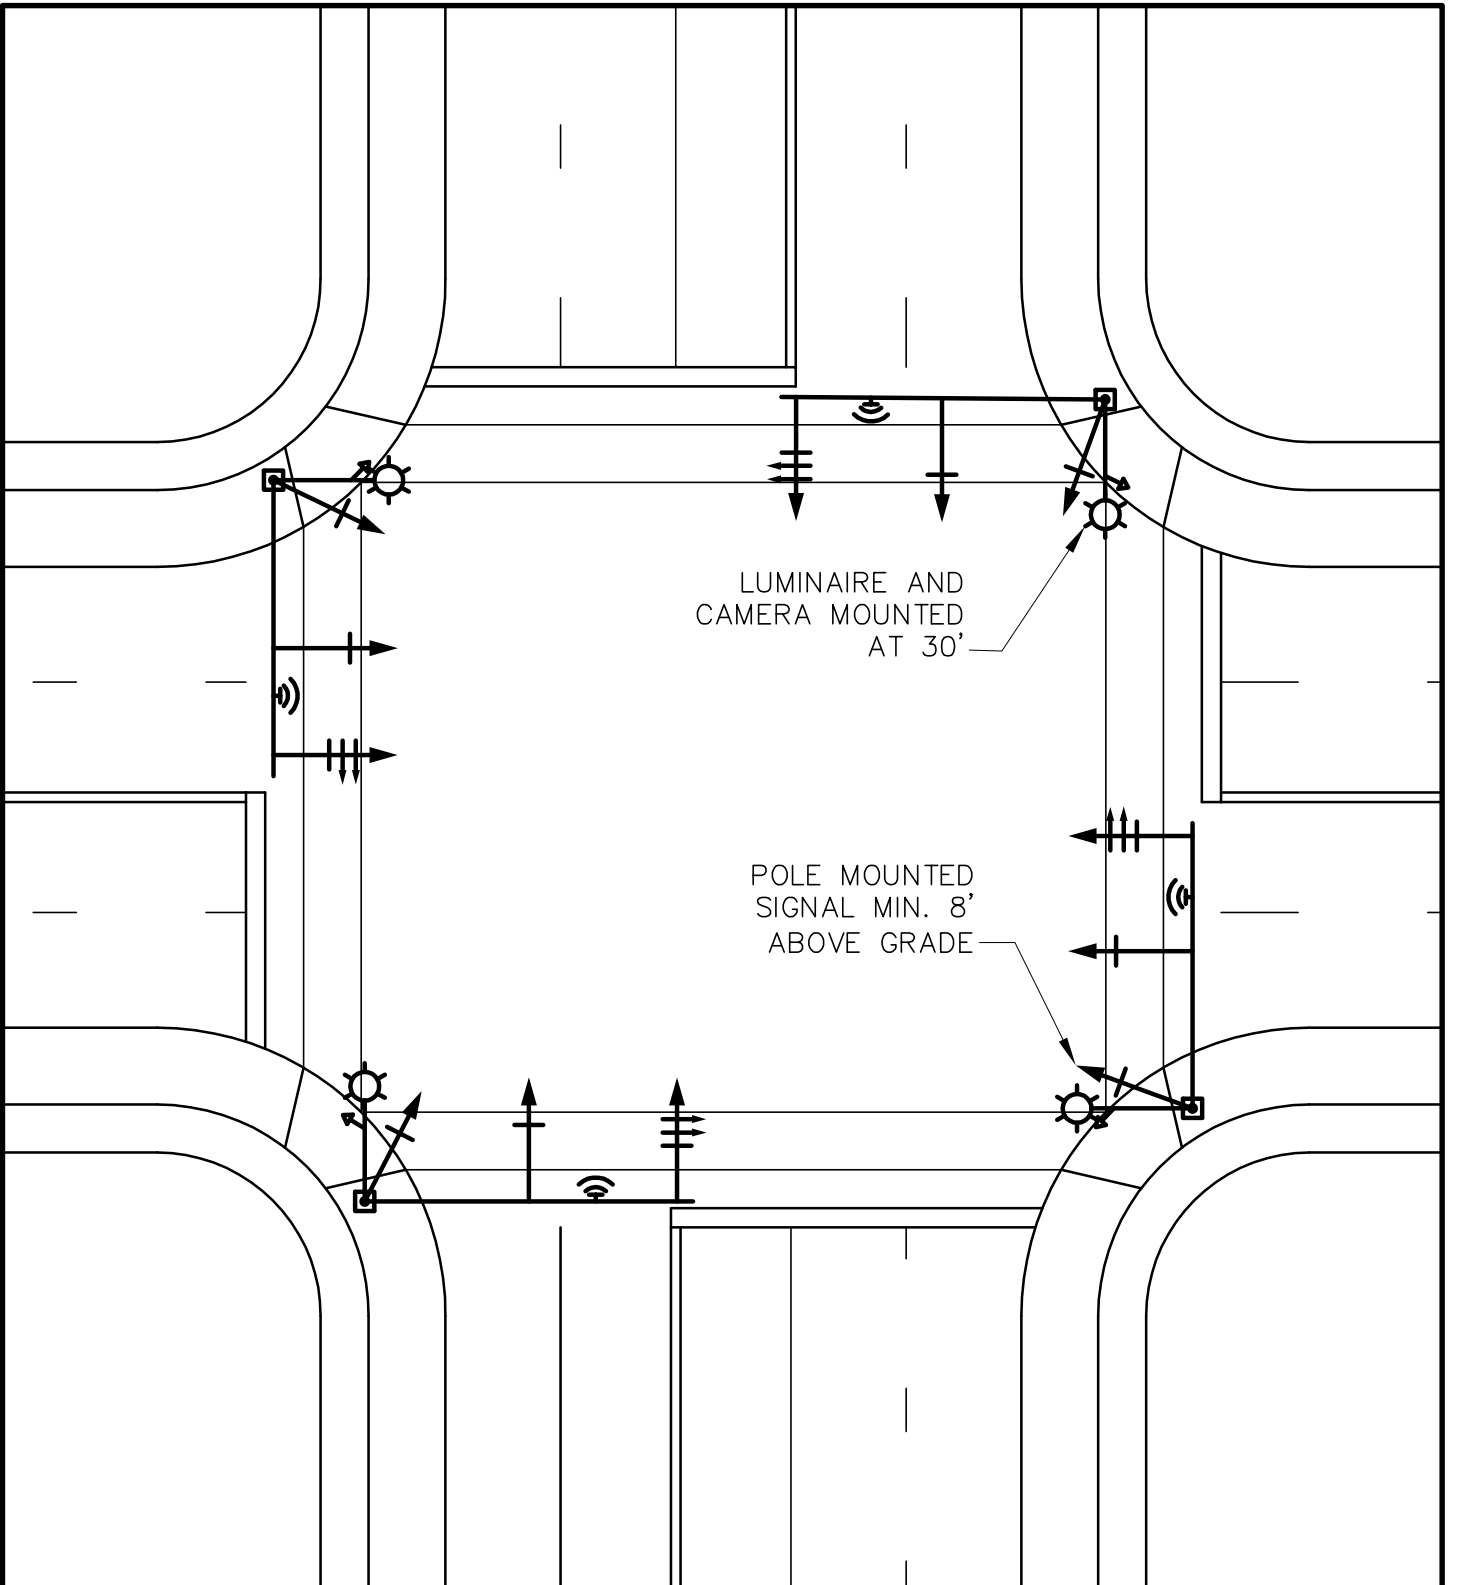 LUMINAIRE AND
CAMERA MOUNTED
AT 30'
POLE MOUNTED
SIGNAL MIN. 8'
ABOVE GRADE